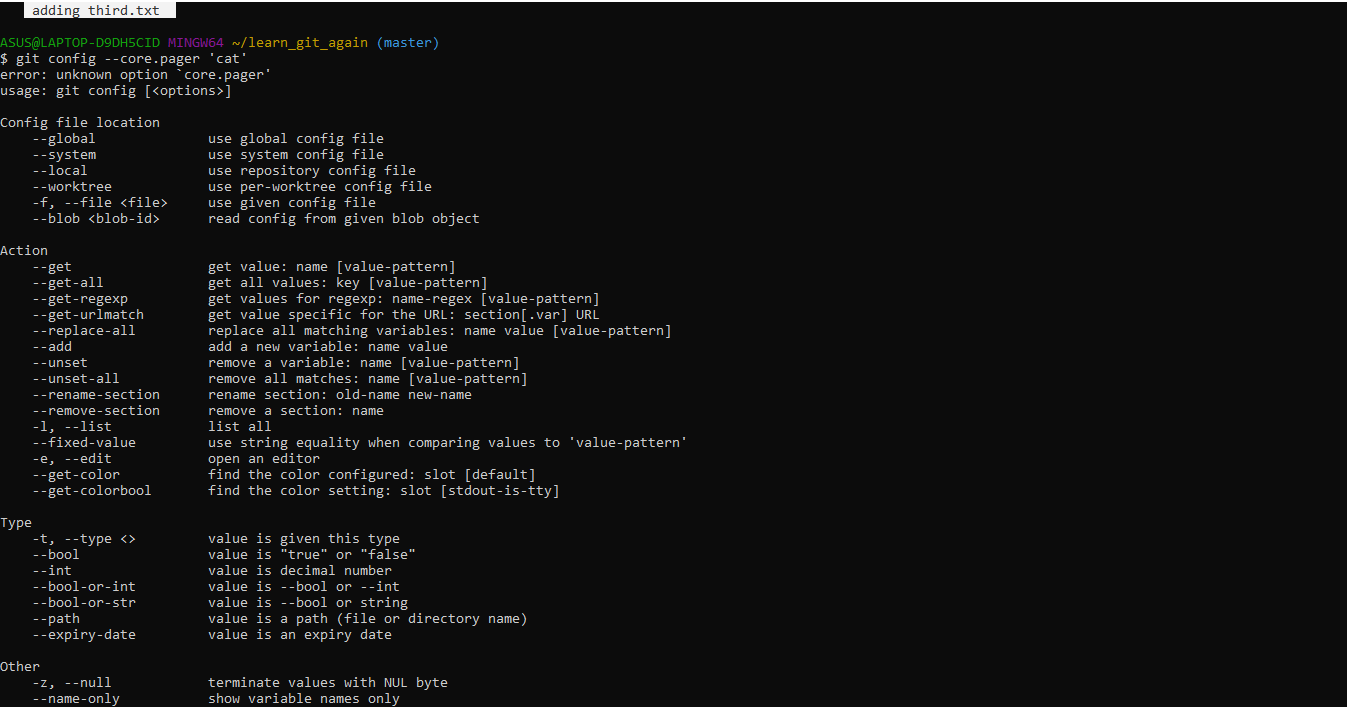 adding third.txt
ASUS@LAPTOP-D9DH5CID MINGW64 ~/learn_git_again (master)
$ git config --core.pager 'cat'
error: unknown option `core.pager'
usage: git config [<options>]
Config file location
--global use global config file
--system use system config file
--local use repository config file
--worktree use per-worktree config file
-f, --file <file> use given config file
--blob <blob-id> read config from given blob object
Action
--get get value: name [value-pattern]
--get-all get all values: key [value-pattern]
--get-regexp get values for regexp: name-regex [value-pattern]
--get-urlmatch get value specific for the URL: section[.var] URL
--replace-all replace all matching variables: name value [value-pattern]
--add add a new variable: name value
--unset remove a variable: name [value-pattern]
--unset-all remove all matches: name [value-pattern]
--rename-section rename section: old-name new-name
--remove-section remove a section: name
-l, --list list all
--fixed-value use string equality when comparing values to 'value-pattern'
-e, --edit open an editor
--get-color find the color configured: slot [default]
--get-colorbool find the color setting: slot [stdout-is-tty]
Type
-t, --type <> value is given this type
--bool value is "true" or "false"
--int value is decimal number
--bool-or-int value is --bool or --int
--bool-or-str value is --bool or string
--path value is a path (file or directory name)
--expiry-date value is an expiry date
Other
-z, --null terminate values with NUL byte
--name-only show variable names only